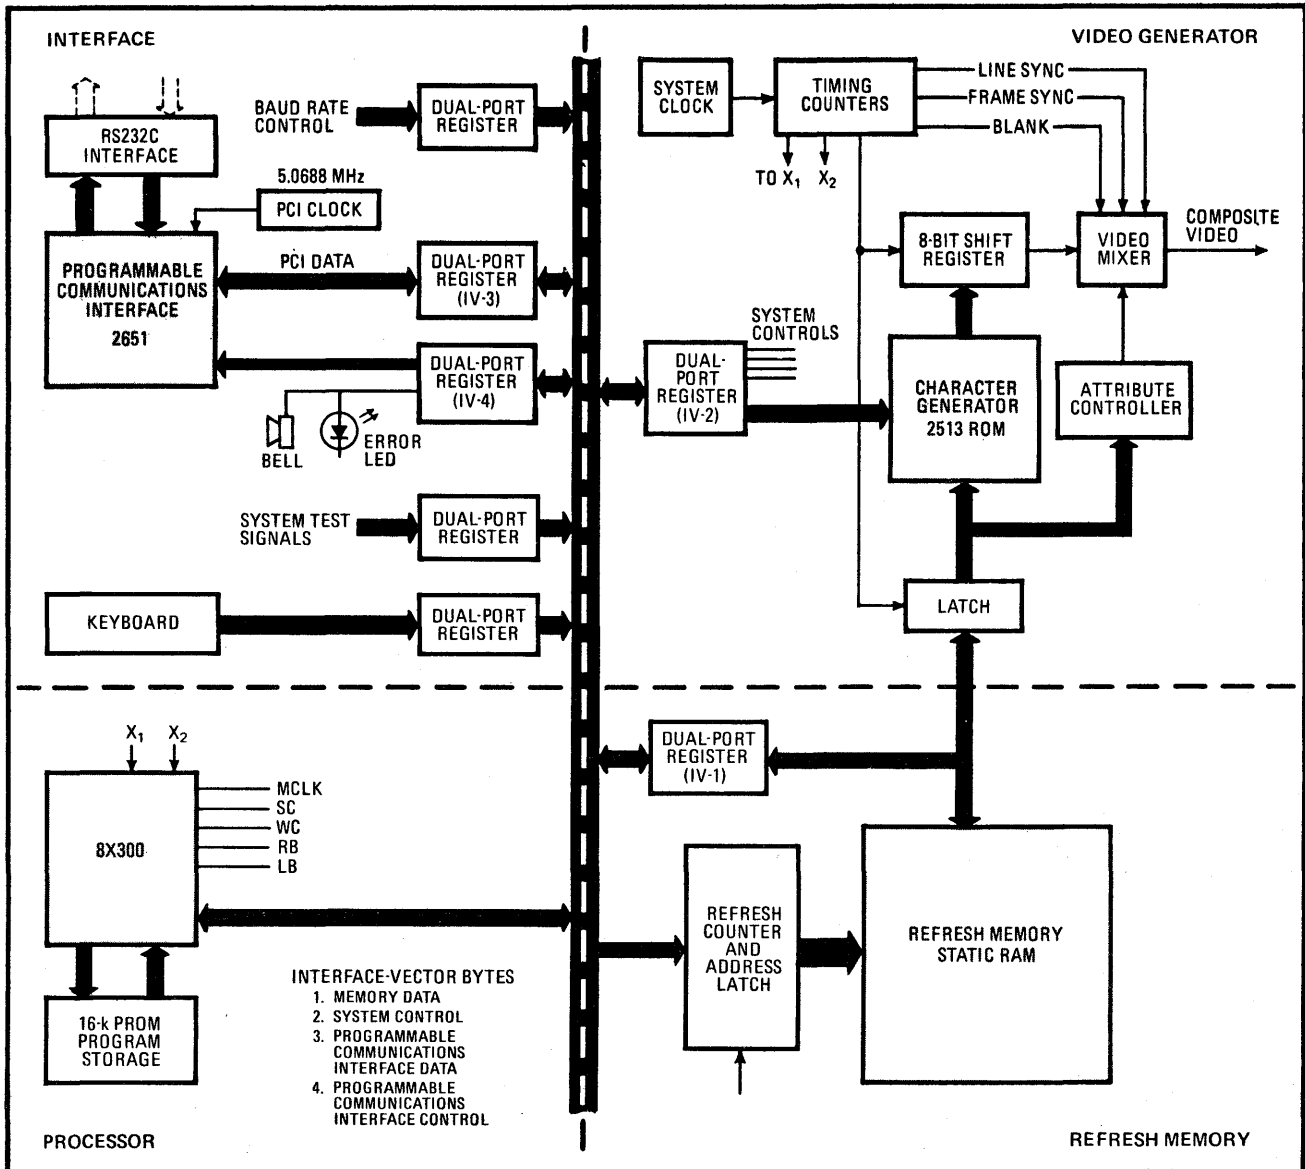 INTERFACE
BAUD RATE
CONTROL
DUAL-PORT
REGISTER
RS232C
INTERFACE
5.0688 MHz
PCI CLOCK
PROGRAMMABLE
COMMUNICATIONS
INTERFACE
2651
PCI DATA
DUAL-PORT
REGISTER
(IV-3)
DUAL-PORT
REGISTER
(IV-4)
BELL
ERROR
LED
SYSTEM TEST
SIGNALS
DUAL-PORT
REGISTER
KEYBOARD
DUAL-PORT
REGISTER
VIDEO GENERATOR
SYSTEM
CLOCK
TIMING
COUNTERS
LINE SYNC
FRAME SYNC
BLANK
TO X1 X2
8-BIT SHIFT
REGISTER
VIDEO
MIXER
COMPOSITE
VIDEO
SYSTEM
CONTROLS
DUAL-
PORT
REGISTER
(IV-2)
CHARACTER
GENERATOR
2513 ROM
ATTRIBUTE
CONTROLLER
LATCH
X1 X2
8X300
MCLK
SC
WC
RB
LB
16-k PROM
PROGRAM
STORAGE
INTERFACE-VECTOR BYTES
1. MEMORY DATA
2. SYSTEM CONTROL
3. PROGRAMMABLE
COMMUNICATIONS
INTERFACE DATA
4. PROGRAMMABLE
COMMUNICATIONS
INTERFACE CONTROL
PROCESSOR
DUAL-PORT
REGISTER
(IV-1)
REFRESH
COUNTER
AND
ADDRESS
LATCH
REFRESH MEMORY
STATIC RAM
REFRESH MEMORY